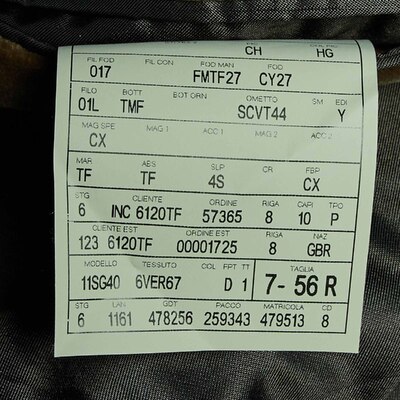 CH HG
FIL FOD FIL CON FOD MAN FOD
017 FMTF27 CY27
FILO BOTT BOT ORN OMETTO SM EDI
01L TMF SCVT44 Y
MAG SPE MAG 1 ACC 1 MAG 2 ACC 2
CX
MAR ABS SLP CR FBP
TF TF 4S CX
STG CLIENTE ORDINE RIGA CAPI TPO
6 INC 6120TF 57365 8 10 P
CLIENTE EST ORDINE EST RIGA NAZ
123 6120TF 00001725 8 GBR
MODELLO TESSUTO COL FPT TT TAGLIA
11SG40 6VER67 D 1 7- 56 R
STG LAN GDT PACCO MATRICOLA CD
6 1161 478256 259343 479513 8